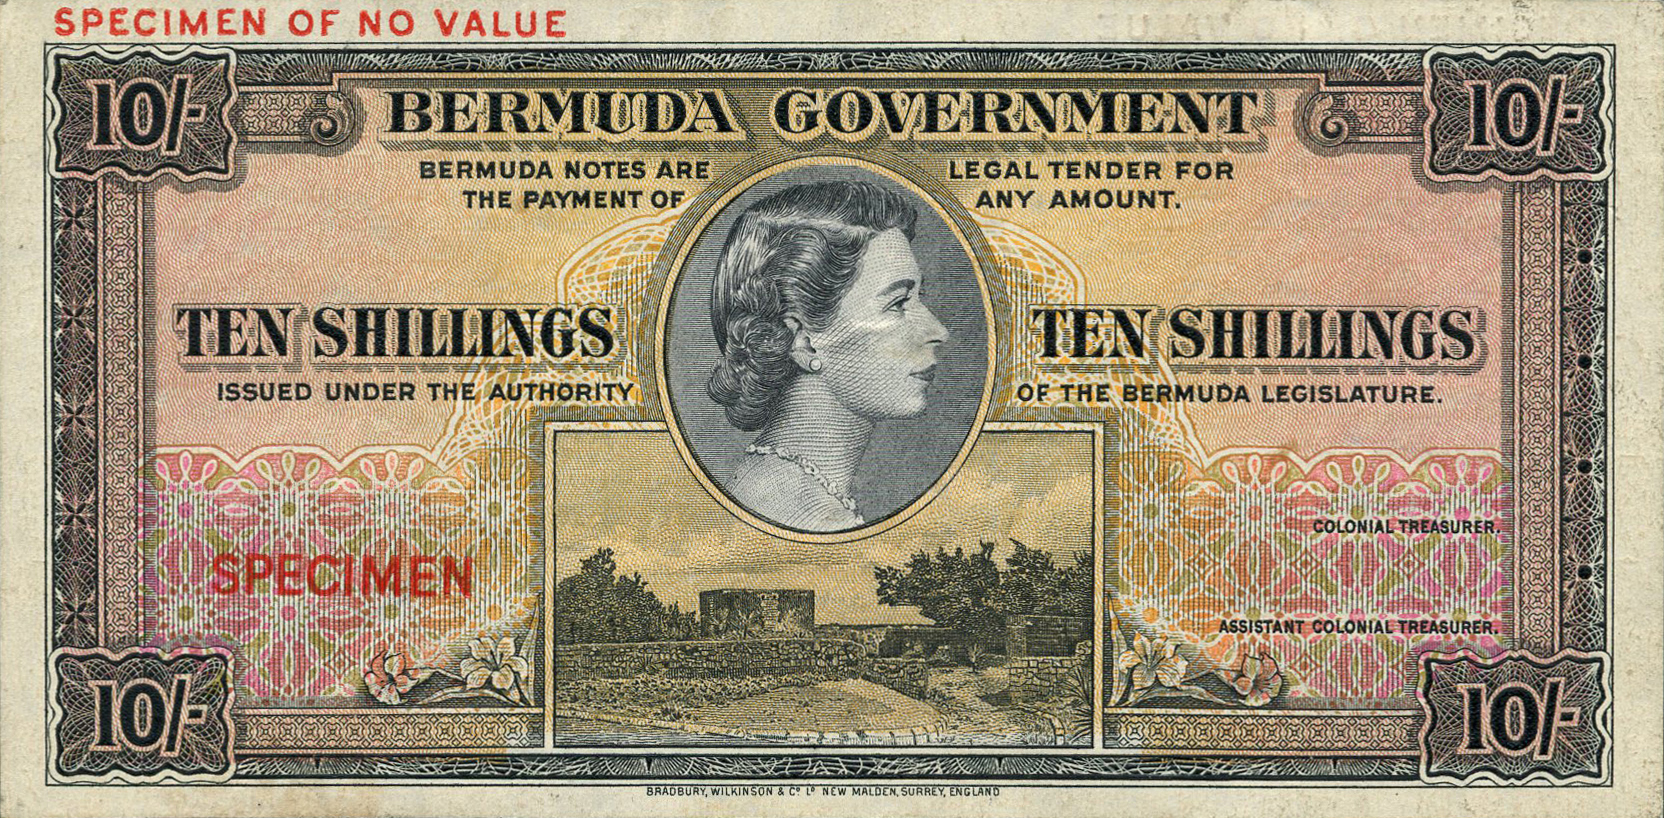 SPECIMEN OF NO VALUE
10/-
BERMUDA GOVERNMENT
10/-
BERMUDA NOTES ARE LEGAL TENDER FOR
THE PAYMENT OF ANY AMOUNT.
TEN SHILLINGS TEN SHILLINGS
ISSUED UNDER THE AUTHORITY OF THE BERMUDA LEGISLATURE.
COLONIAL TREASURER.
SPECIMEN
ASSISTANT COLONIAL TREASURER.
10/-
10/-
BRADBURY, WILKINSON & Cº Lº NEW MALDEN, SURREY, ENGLAND